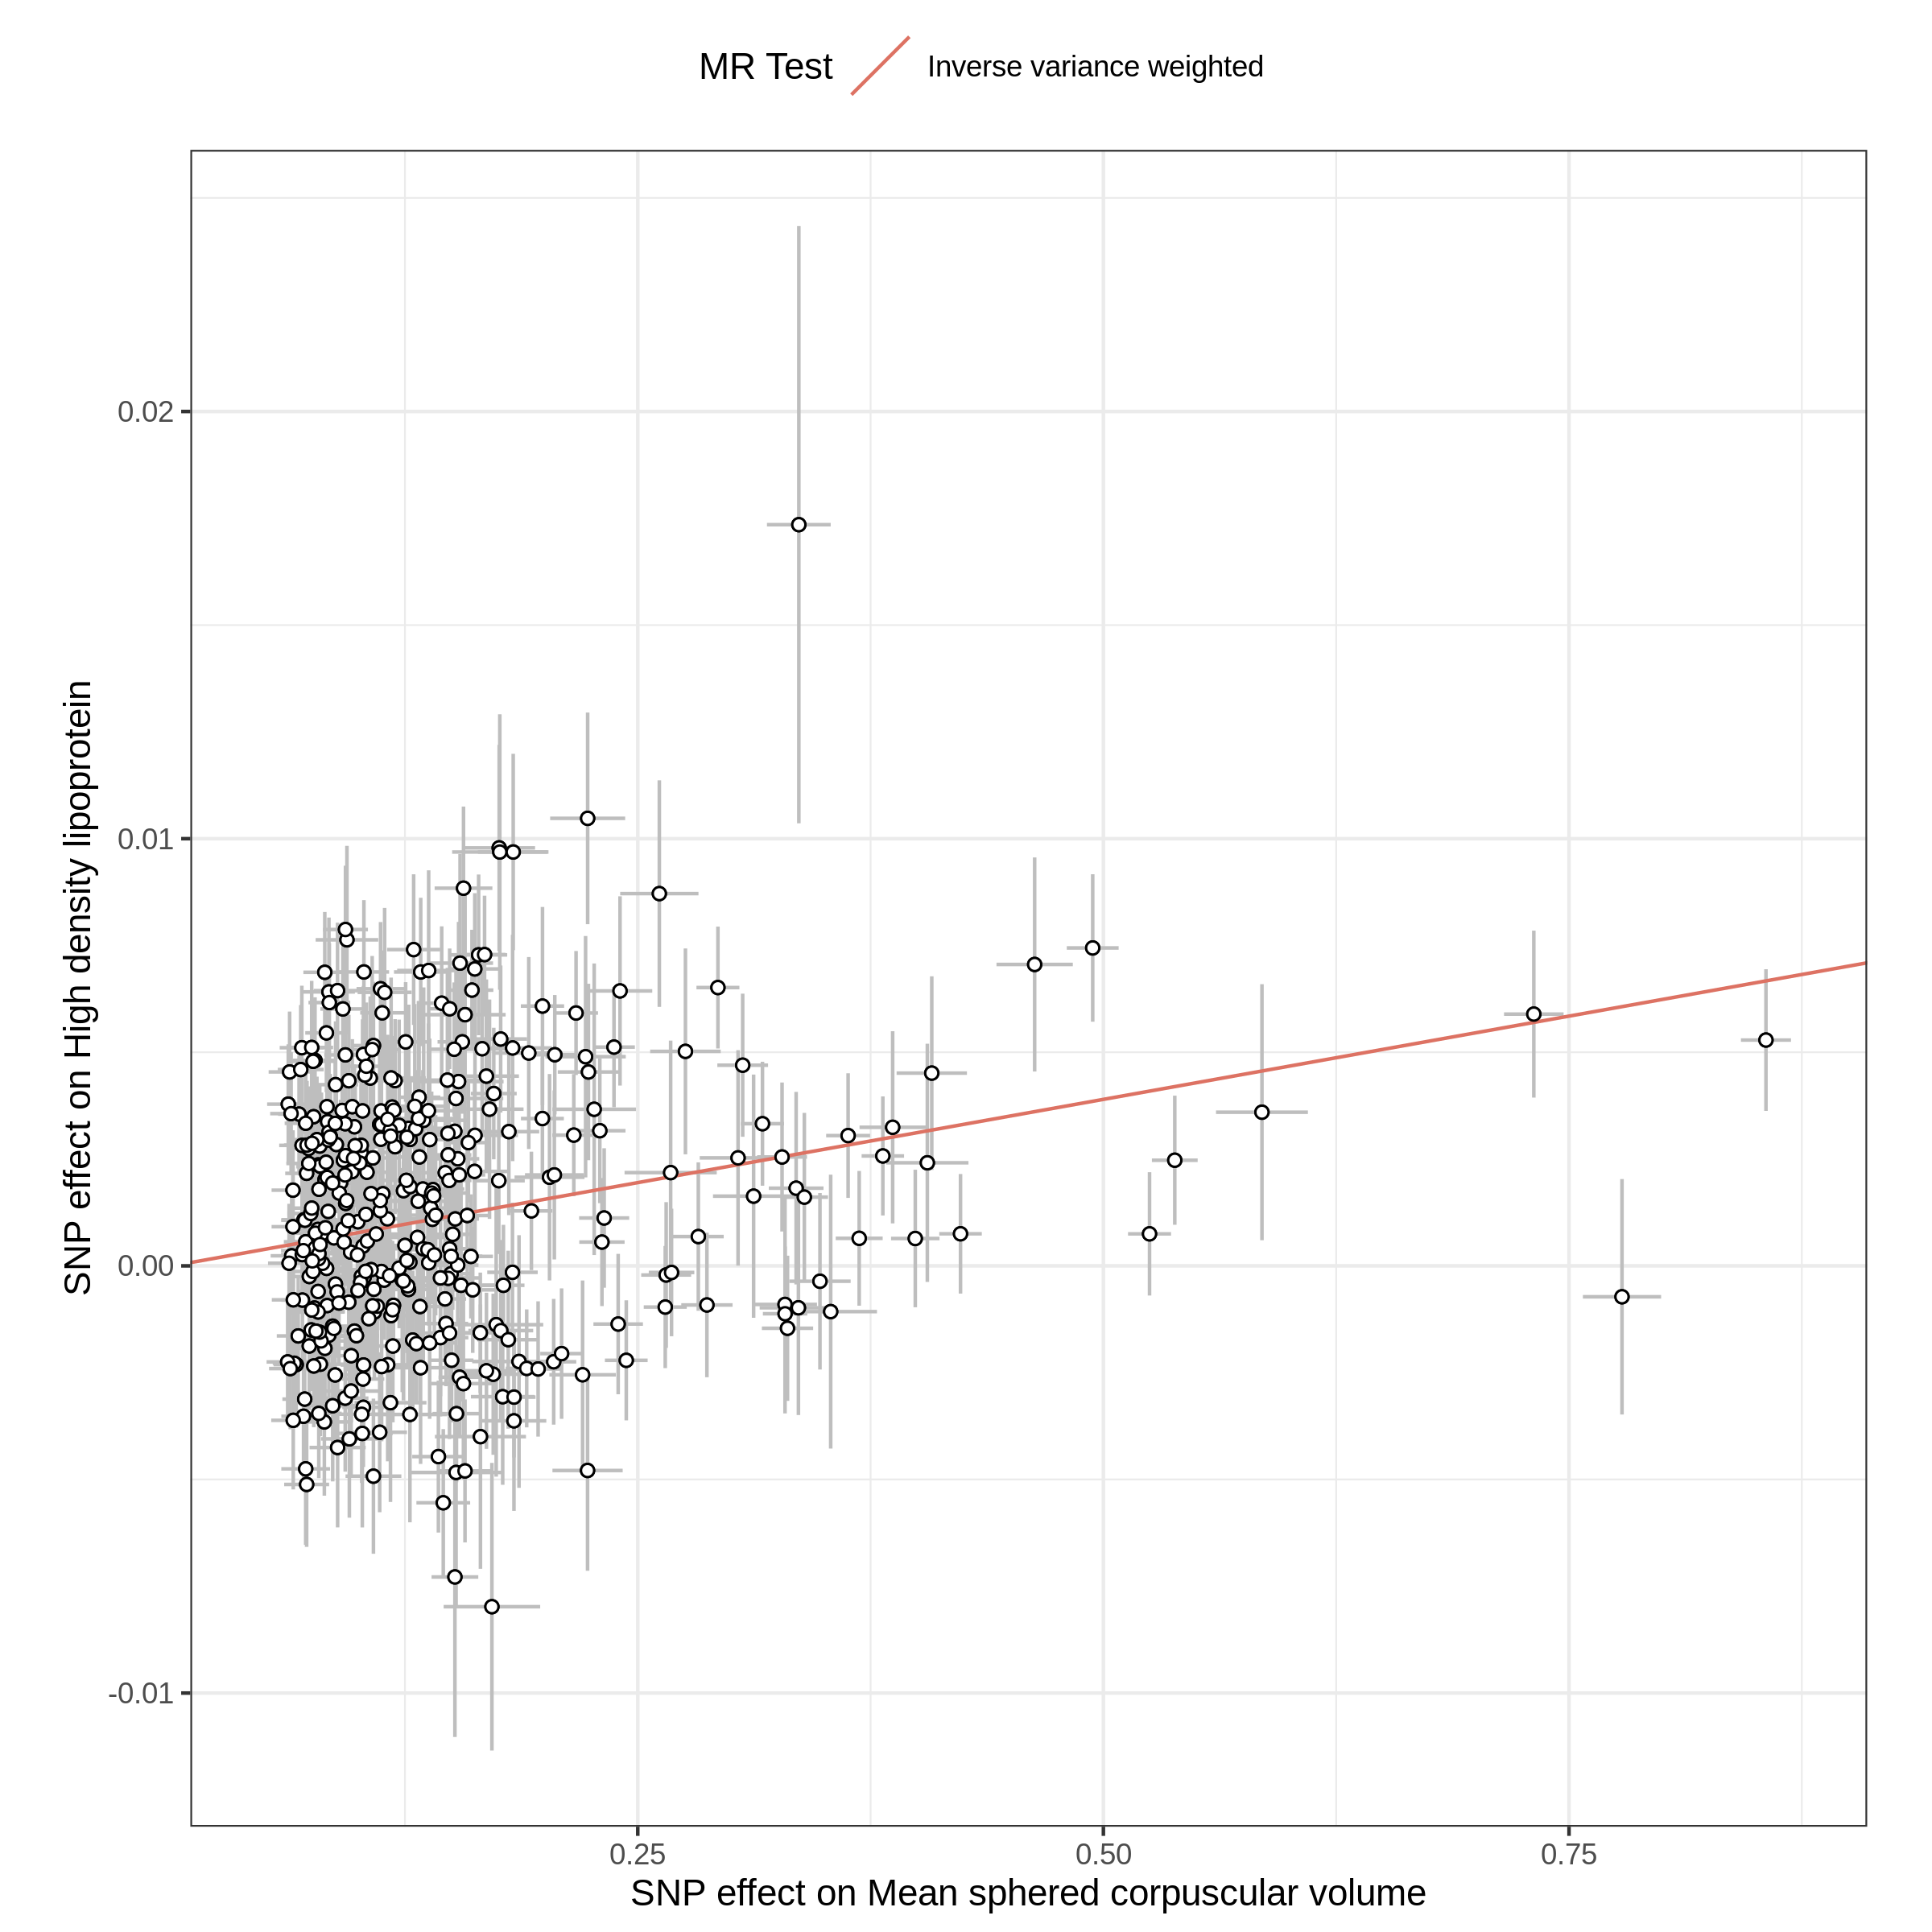 MR Test
Inverse variance weighted
SNP effect on High density lipoprotein
0.02
0.01
0.00
-0.01
0.25
0.50
0.75
SNP effect on Mean sphered corpuscular volume